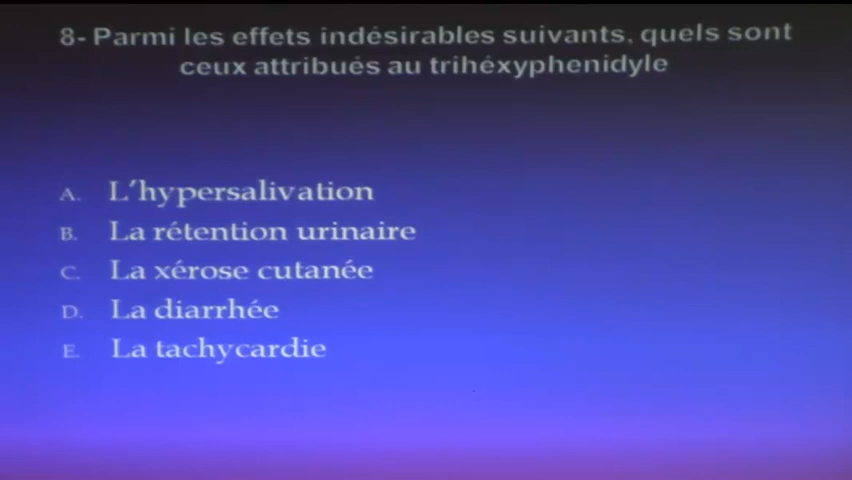 8- Parmi les effets indésirables suivants, quels sont
ceux attribués au trihéxyphenidyle
A. L'hypersalivation
B. La rétention urinaire
C. La xérose cutanée
D. La diarrhée
E. La tachycardie